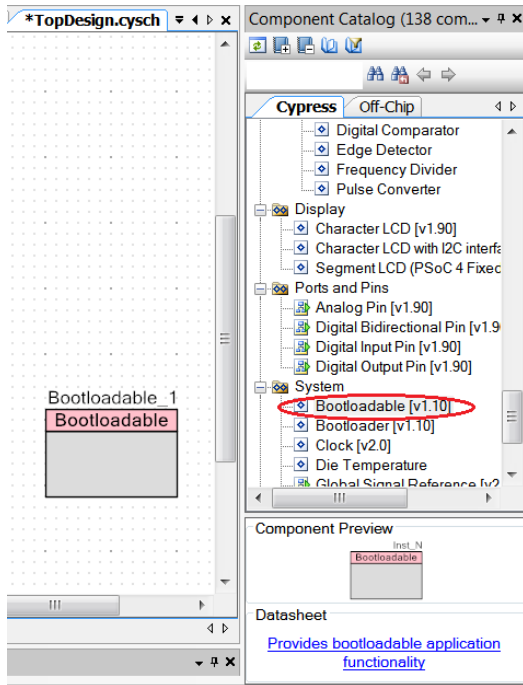 *TopDesign.cysch
Bootloadable_1
Bootloadable
Component Catalog (138 com...
Cypress
Off-Chip
Digital Comparator
Edge Detector
Frequency Divider
Pulse Converter
Display
Character LCD [v1.90]
Character LCD with I2C interfa
Segment LCD (PSoC 4 Fixec
Ports and Pins
Analog Pin [v1.90]
Digital Bidirectional Pin [v1.9
Digital Input Pin [v1.90]
Digital Output Pin [v1.90]
System
Bootloadable [v1.10]
Bootloader [v1.10]
Clock [v2.0]
Die Temperature
Global Signal Reference [v2
Component Preview
Inst_N
Bootloadable
Datasheet
Provides bootloadable application
functionality